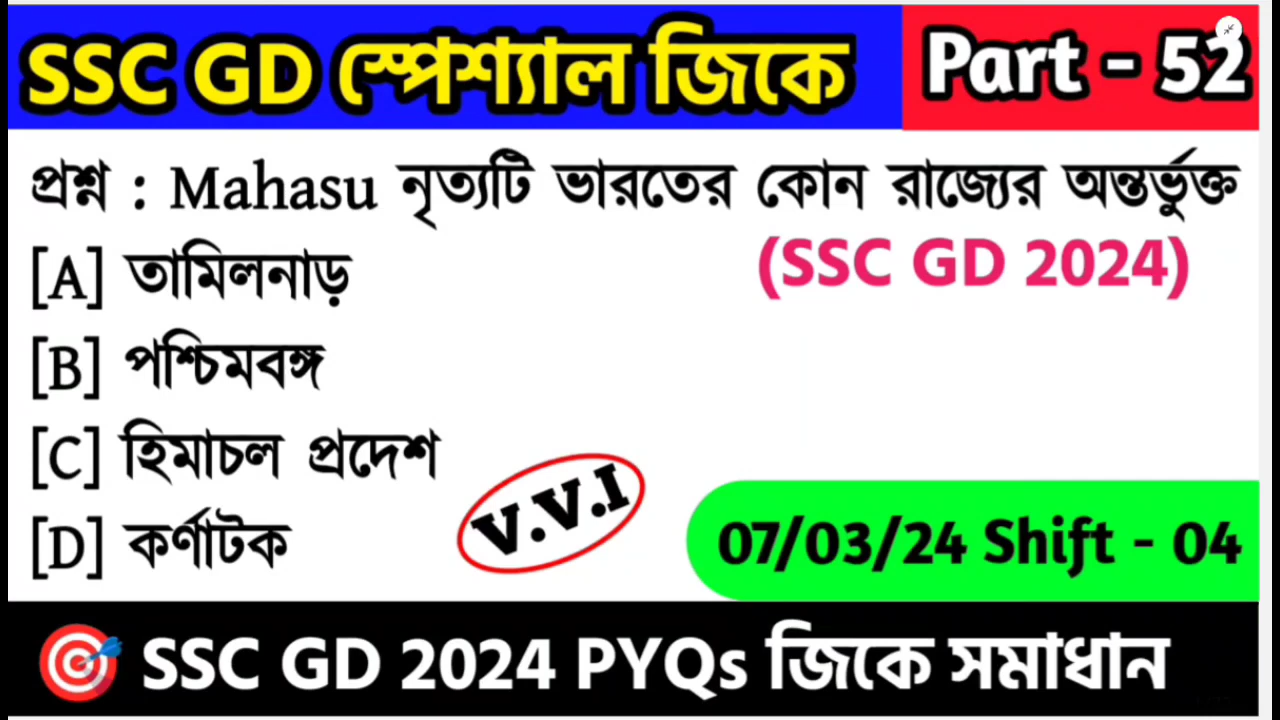 SSC GD স্পেশ্যাল জিকে
Part - 52
প্রশ্ন : Mahasu নৃত্যটি ভারতের কোন রাজ্যের অন্তর্ভুক্ত
[A] তামিলনাড়ু
(SSC GD 2024)
[B] পশ্চিমবঙ্গ
[C] হিমাচল প্রদেশ
[D] কর্ণাটক
V.V.I
07/03/24 Shift - 04
SSC GD 2024 PYQs জিকে সমাধান